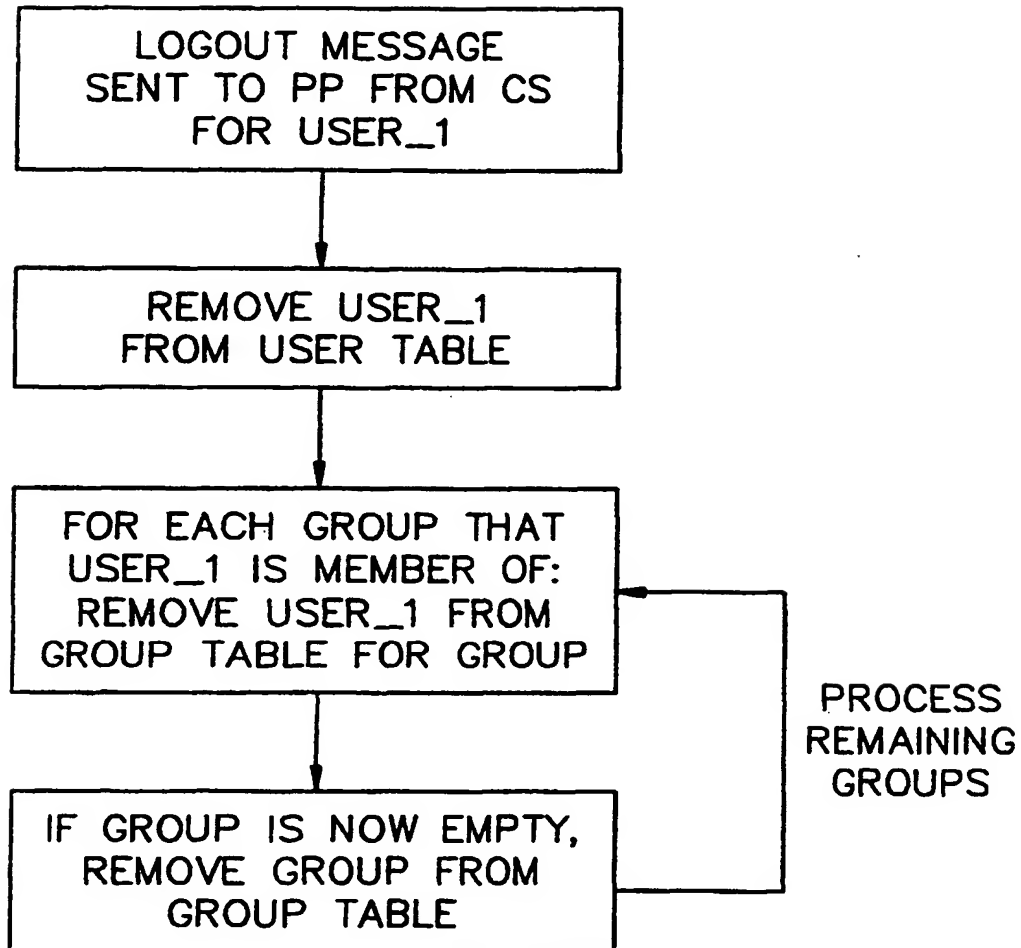 LOGOUT MESSAGE
SENT TO PP FROM CS
FOR USER_1
REMOVE USER_1
FROM USER TABLE
FOR EACH GROUP THAT
USER_1 IS MEMBER OF:
REMOVE USER_1 FROM
GROUP TABLE FOR GROUP
PROCESS
REMAINING
GROUPS
IF GROUP IS NOW EMPTY,
REMOVE GROUP FROM
GROUP TABLE